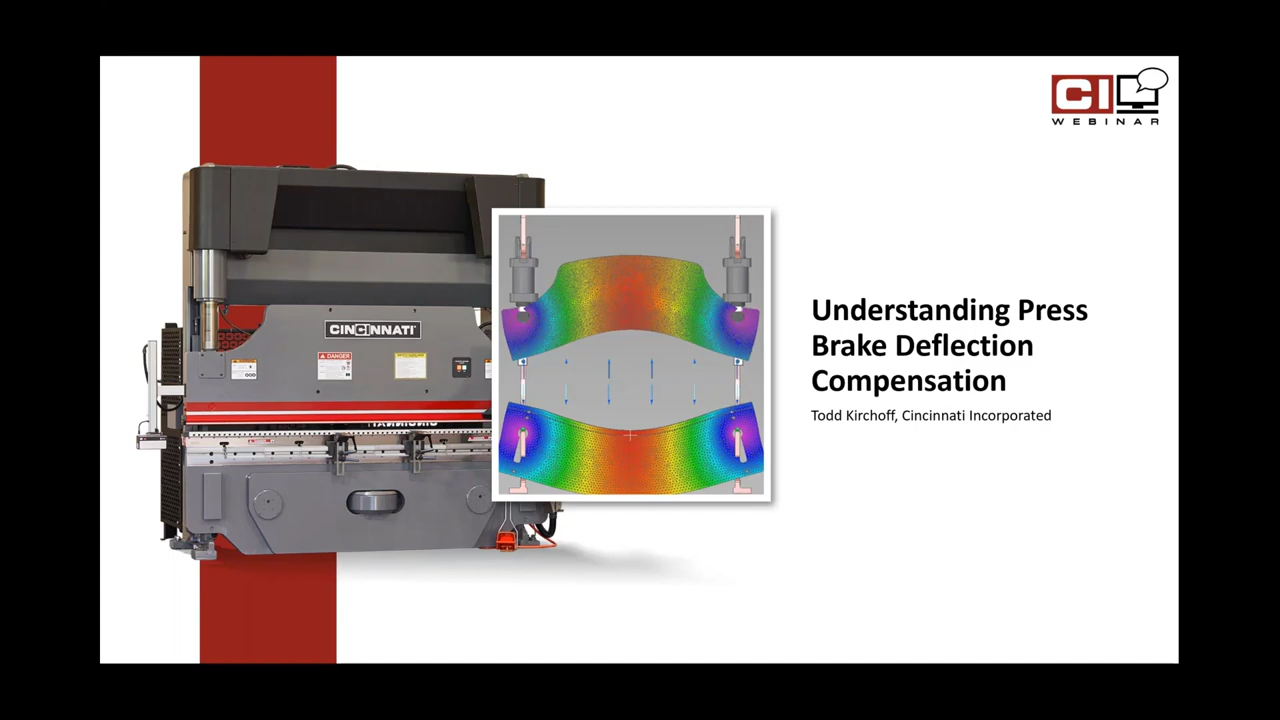 CI
WEBINAR
CINCINNATI
DANGER
Understanding Press
Brake Deflection
Compensation
Todd Kirchoff, Cincinnati Incorporated